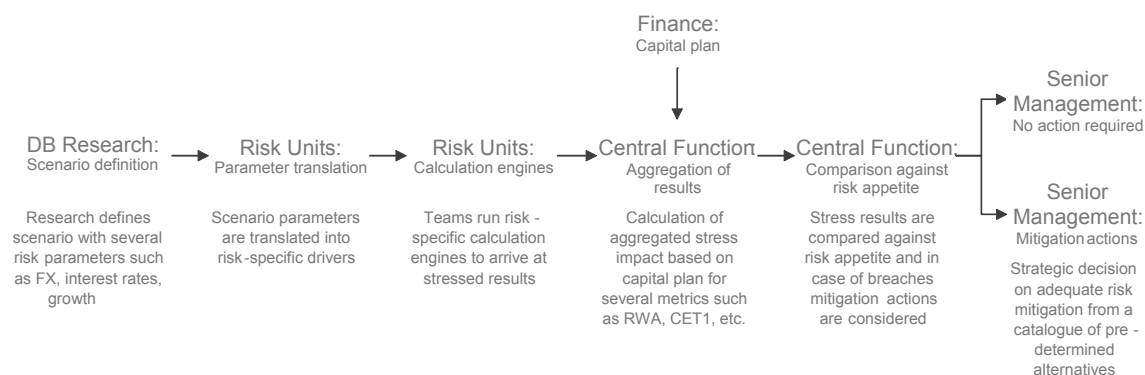 Finance:
Capital plan
Senior
Management:
No action required
DB Research:
Scenario definition
Risk Units:
Parameter translation
Risk Units:
Calculation engines
Central Function:
Aggregation of
results
Central Function:
Comparison against
risk appetite
Senior
Management:
Mitigation actions
Research defines
scenario with several
risk parameters such
as FX, interest rates,
growth
Scenario parameters
are translated into
risk-specific drivers
Teams run risk -
specific calculation
engines to arrive at
stressed results
Calculation of
aggregated stress
impact based on
capital plan for
several metrics such
as RWA, CET1, etc.
Stress results are
compared against
risk appetite and in
case of breaches
mitigation actions
are considered
Strategic decision
on adequate risk
mitigation from a
catalogue of pre -
determined
alternatives